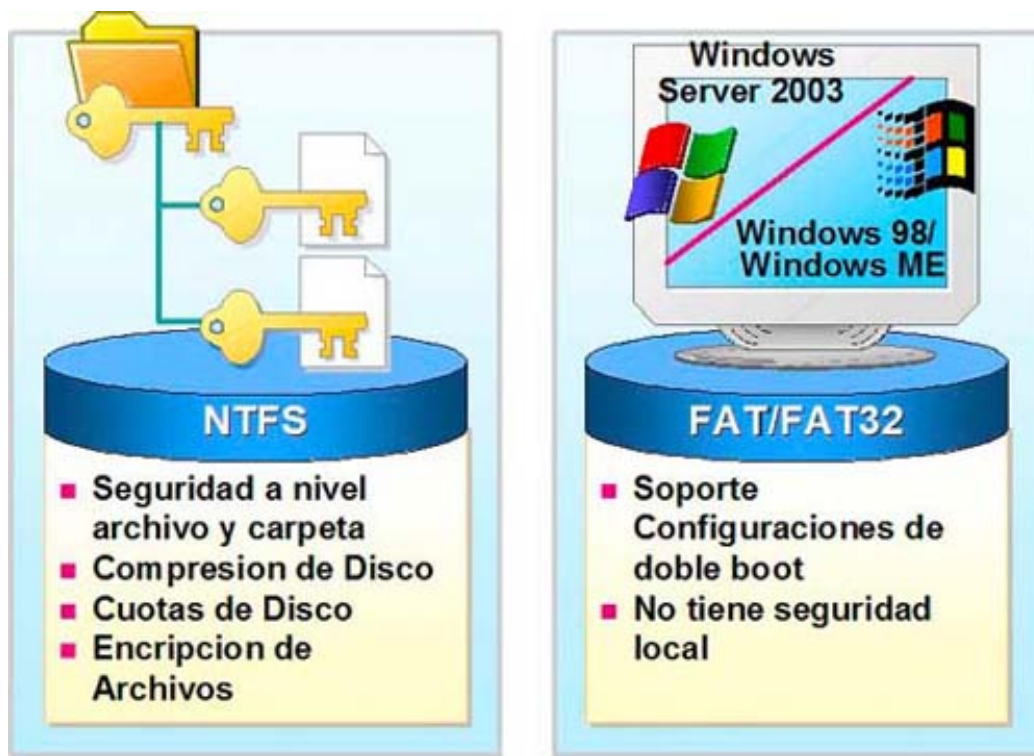 NTFS
Seguridad a nivel
archivo y carpeta
Compresion de Disco
Cuotas de Disco
Encripcion de
Archivos
Windows
Server 2003
Windows 98/
Windows ME
FAT/FAT32
Soporte
Configuraciones de
doble boot
No tiene seguridad
local